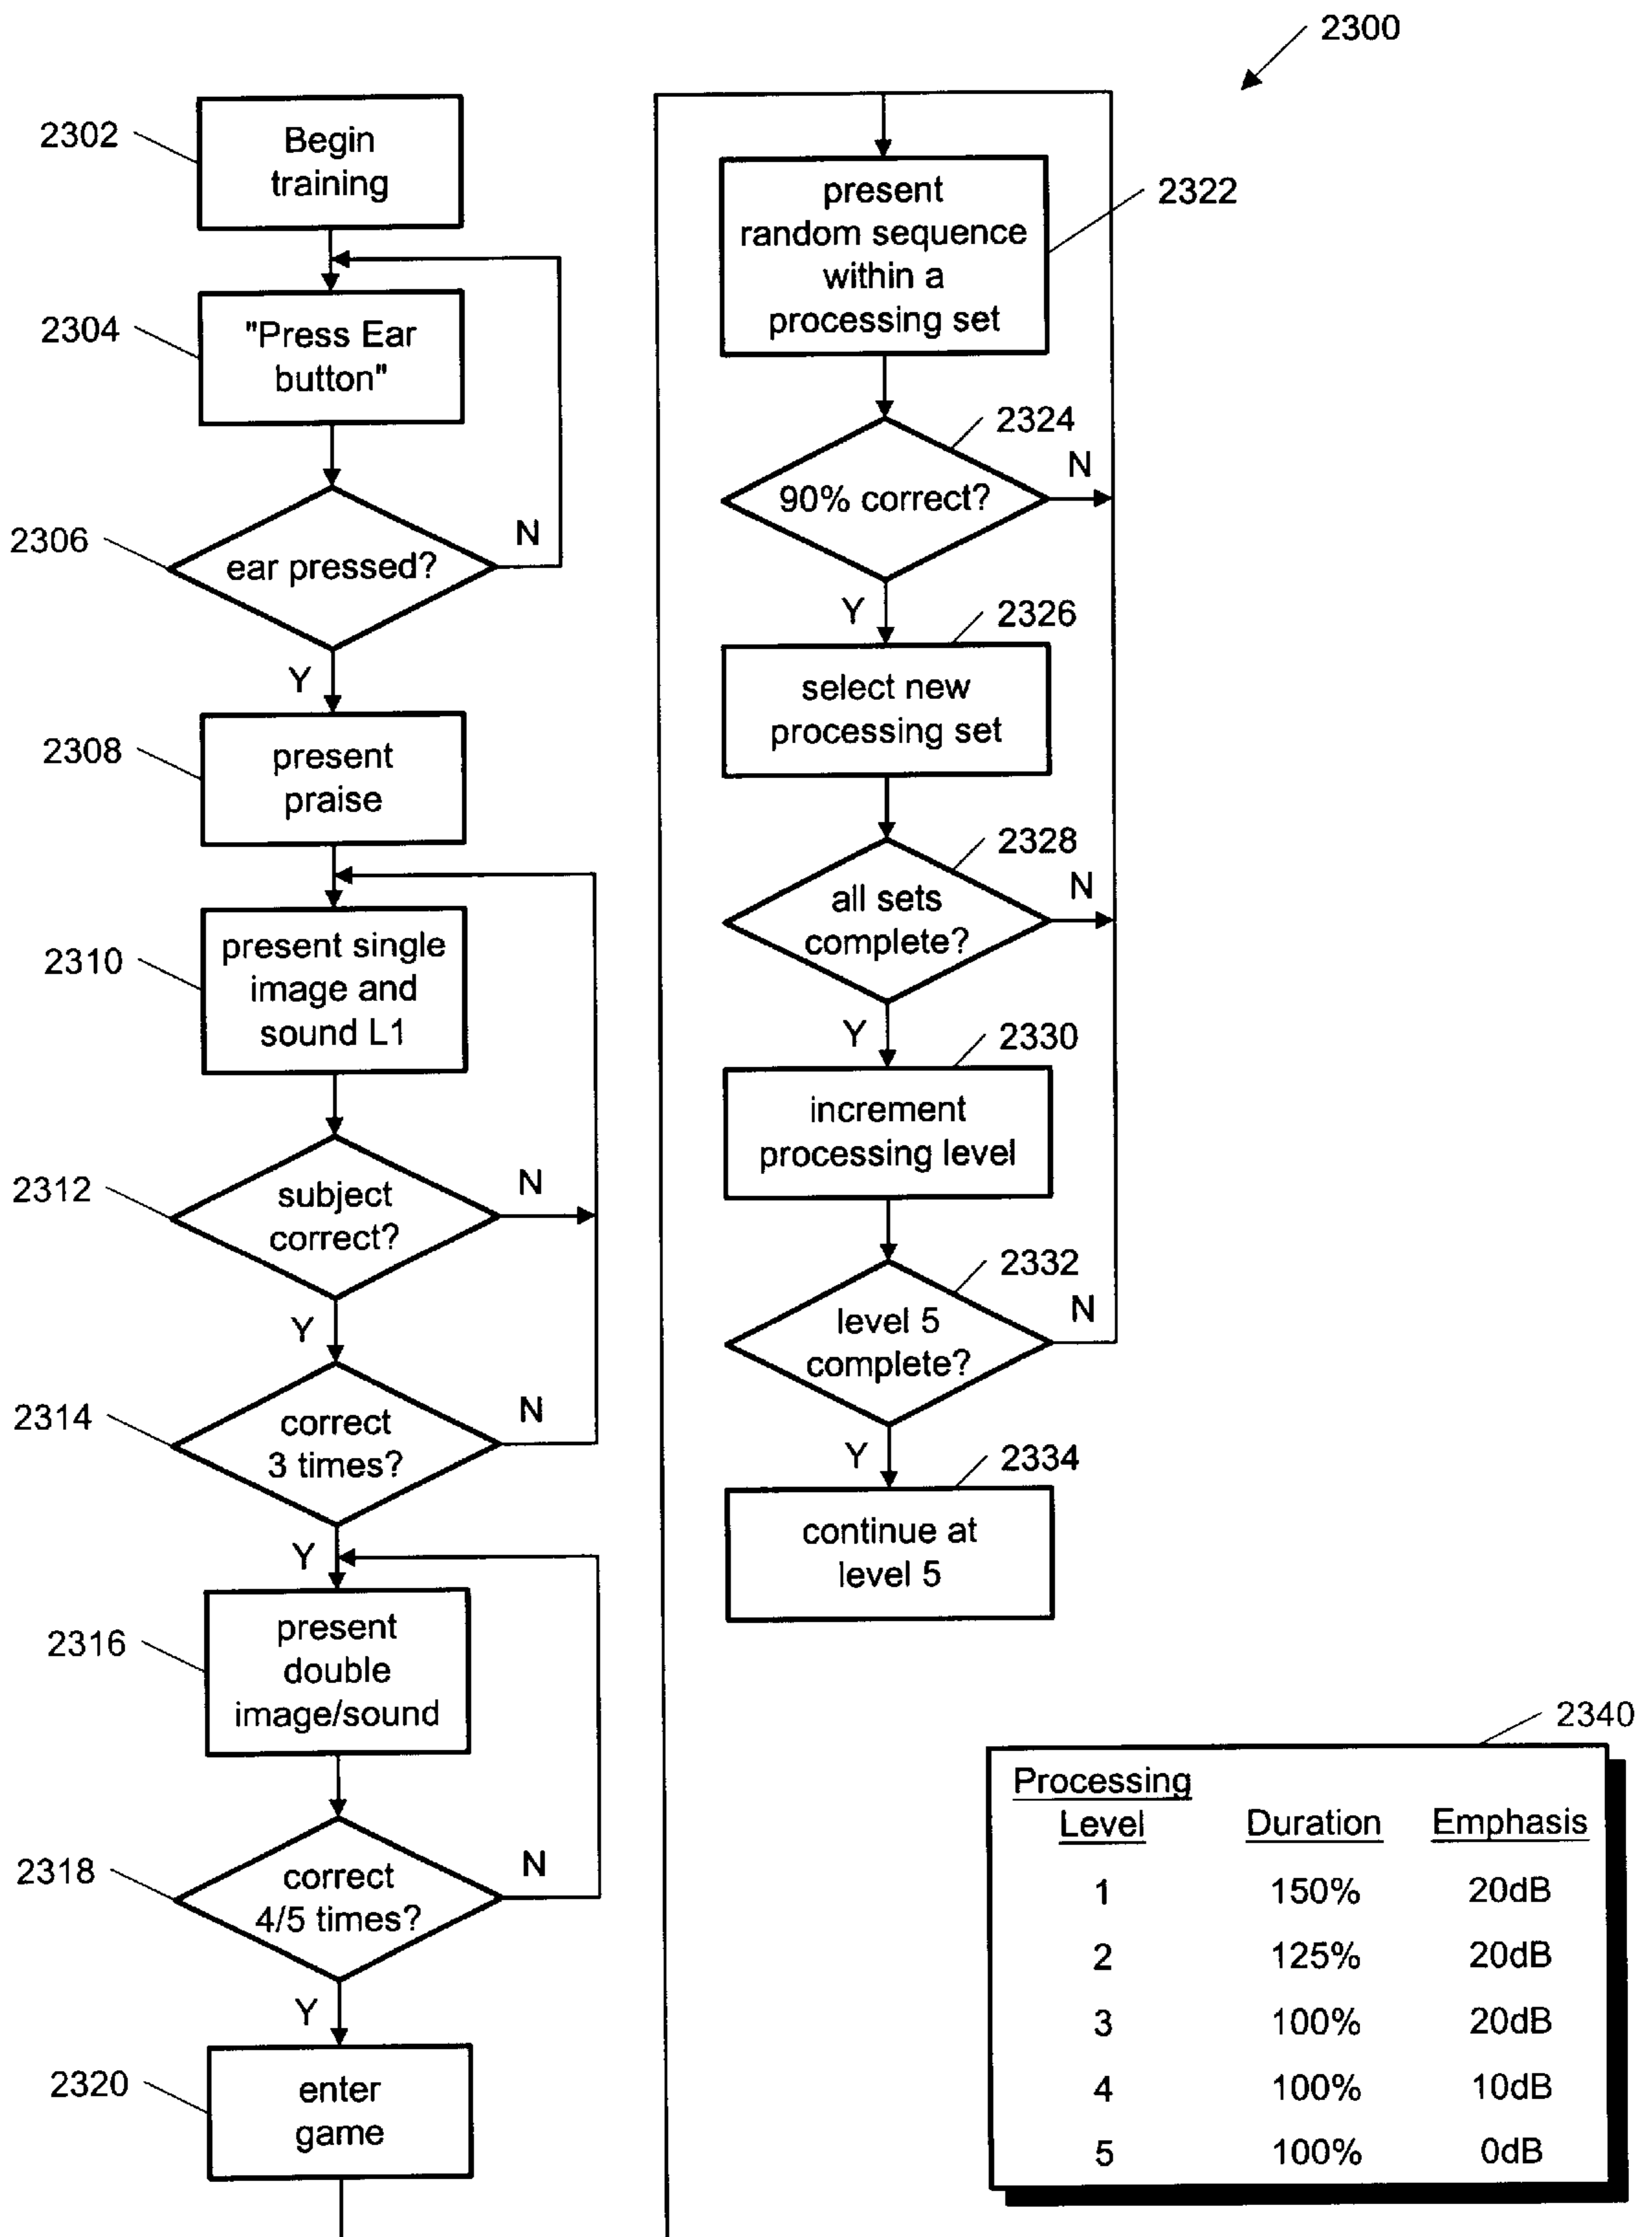 2300
2302
Begin
training
2304
"Press Ear
button"
2306
ear pressed?
N
Y
2308
present
praise
2310
present single
image and
sound L1
2312
subject
correct?
N
Y
2314
correct
3 times?
N
Y
2316
present
double
image/sound
2318
correct
4/5 times?
N
Y
2320
enter
game
present
random sequence
within a
processing set
2322
2324
90% correct?
N
Y
2326
select new
processing set
2328
all sets
complete?
N
Y
2330
increment
processing level
2332
level 5
complete?
N
Y
2334
continue at
level 5
2340
Processing
Level Duration Emphasis
1 150% 20dB
2 125% 20dB
3 100% 20dB
4 100% 10dB
5 100% 0dB